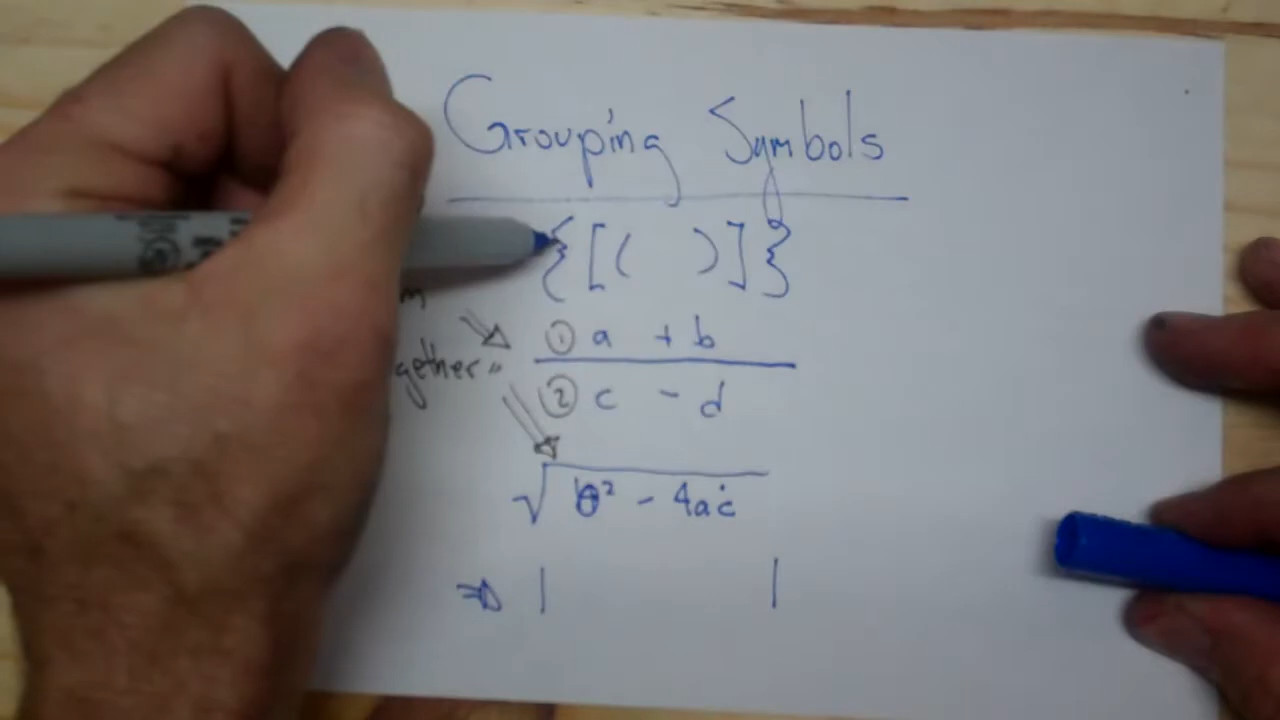 Grouping Symbols
{ [ ( ) ] }
① a + b
gether"
② c - d
√ b² - 4ac
⇒ | |